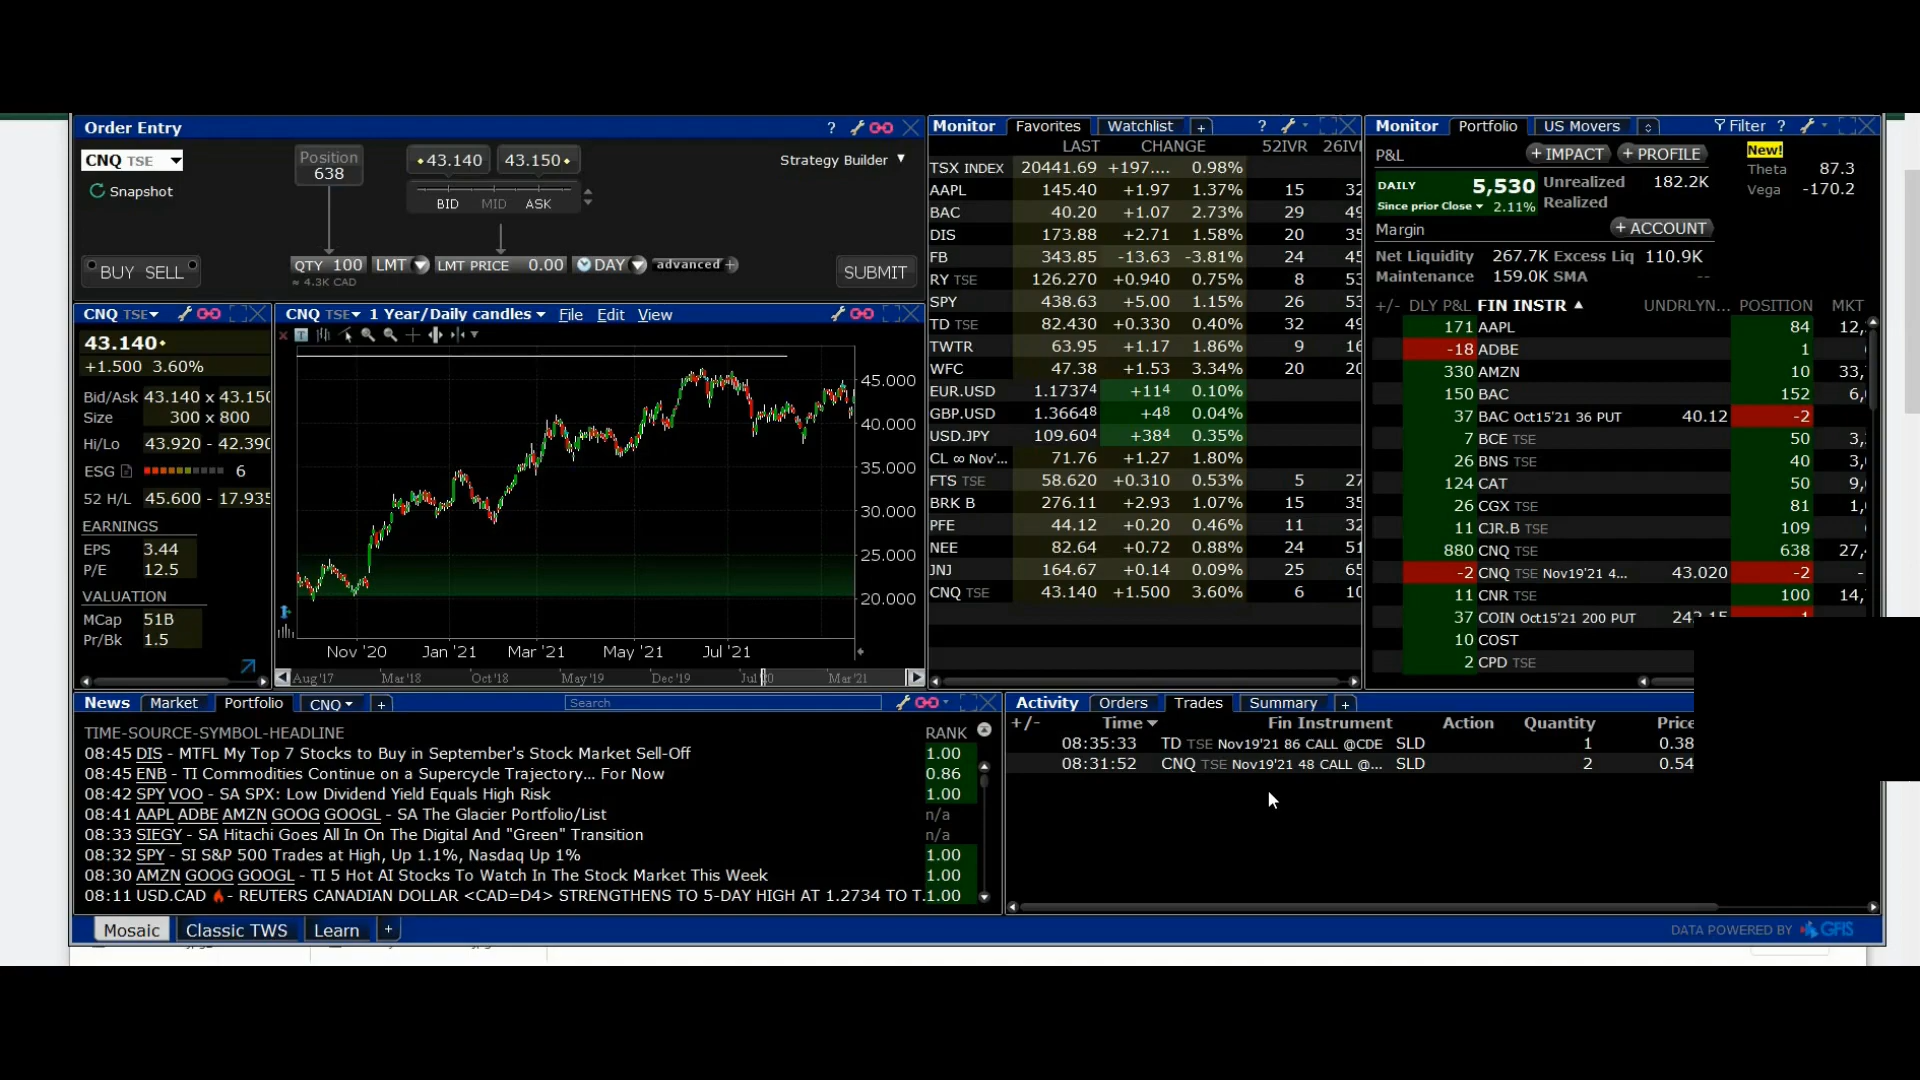 Order Entry
CNQ TSE
Snapshot
Position
638
43.140
43.150
BID MID ASK
Strategy Builder
BUY SELL
QTY 100 LMT LMT PRICE 0.00 DAY advanced +
≈ 4.3K CAD
SUBMIT
CNQ TSE
43.140
+1.500 3.60%
Bid/Ask 43.140 x 43.150
Size 300 x 800
Hi/Lo 43.920 - 42.390
ESG 6
52 H/L 45.600 - 17.935
EARNINGS
EPS 3.44
P/E 12.5
VALUATION
MCap 51B
Pr/Bk 1.5
CNQ TSE 1 Year/Daily candles File Edit View
45.000
40.000
35.000
30.000
25.000
20.000
Nov '20 Jan '21 Mar '21 May '21 Jul '21
Aug'17 Mar'18 Oct'18 May '19 Dec'19 Mar'21
Monitor Favorites Watchlist +
LAST CHANGE 52IVR
TSX INDEX 20441.69 +197.... 0.98%
AAPL 145.40 +1.97 1.37% 15 32
BAC 40.20 +1.07 2.73% 29 49
DIS 173.88 +2.71 1.58% 20 35
FB 343.85 -13.63 -3.81% 24 45
RY TSE 126.270 +0.940 0.75% 8 53
SPY 438.63 +5.00 1.15% 26 53
TD TSE 82.430 +0.330 0.40% 32 49
TWTR 63.95 +1.17 1.86% 9 16
WFC 47.38 +1.53 3.34% 20 20
EUR.USD 1.17374 +114 0.10%
GBP.USD 1.36648 +48 0.04%
USD.JPY 109.604 +384 0.35%
CL ∞ Nov'... 71.76 +1.27 1.80%
FTS TSE 58.620 +0.310 0.53% 5 27
BRK B 276.11 +2.93 1.07% 15 35
PFE 44.12 +0.20 0.46% 11 32
NEE 82.64 +0.72 0.88% 24 51
JNJ 164.67 +0.14 0.09% 25 65
CNQ TSE 43.140 +1.500 3.60% 6 10
Monitor Portfolio US Movers Filter ?
P&L + IMPACT + PROFILE New!
DAILY 5,530 Unrealized 182.2K Theta 87.3
Since prior Close 2.11% Realized Vega -170.2
Margin + ACCOUNT
Net Liquidity 267.7K Excess Liq 110.9K
Maintenance 159.0K SMA --
+/- DLY P&L FIN INSTR UNDRLYN... POSITION MKT
171 AAPL 84 12,
-18 ADBE 1
330 AMZN 10 33,
150 BAC 152 6,
37 BAC Oct15'21 36 PUT 40.12 -2
7 BCE TSE 50 3,
26 BNS TSE 40 3,
124 CAT 50 9,
26 CGX TSE 81 1,
11 CJR.B TSE 109
880 CNQ TSE 638 27,
-2 CNQ TSE Nov19'21 4... 43.020 -2 -
11 CNR TSE 100 14,
37 COIN Oct15'21 200 PUT
10 COST
2 CPD TSE
News Market Portfolio CNQ + Search
TIME-SOURCE-SYMBOL-HEADLINE RANK
08:45 DIS - MTFL My Top 7 Stocks to Buy in September's Stock Market Sell-Off 1.00
08:45 ENB - TI Commodities Continue on a Supercycle Trajectory... For Now 0.86
08:42 SPY VOO - SA SPX: Low Dividend Yield Equals High Risk 1.00
08:41 AAPL ADBE AMZN GOOG GOOGL - SA The Glacier Portfolio/List n/a
08:33 SIEGY - SA Hitachi Goes All In On The Digital And "Green" Transition n/a
08:32 SPY - SI S&P 500 Trades at High, Up 1.1%, Nasdaq Up 1% 1.00
08:30 AMZN GOOG GOOGL - TI 5 Hot AI Stocks To Watch In The Stock Market This Week 1.00
08:11 USD.CAD - REUTERS CANADIAN DOLLAR <CAD=D4> STRENGTHENS TO 5-DAY HIGH AT 1.2734 TO T. 1.00
Activity Orders Trades Summary +
+/- Time Fin Instrument Action Quantity Price
08:35:33 TD TSE Nov19'21 86 CALL @CDE SLD 1 0.38
08:31:52 CNQ TSE Nov19'21 48 CALL @... SLD 2 0.54
Mosaic Classic TWS Learn +
DATA POWERED BY GFIS